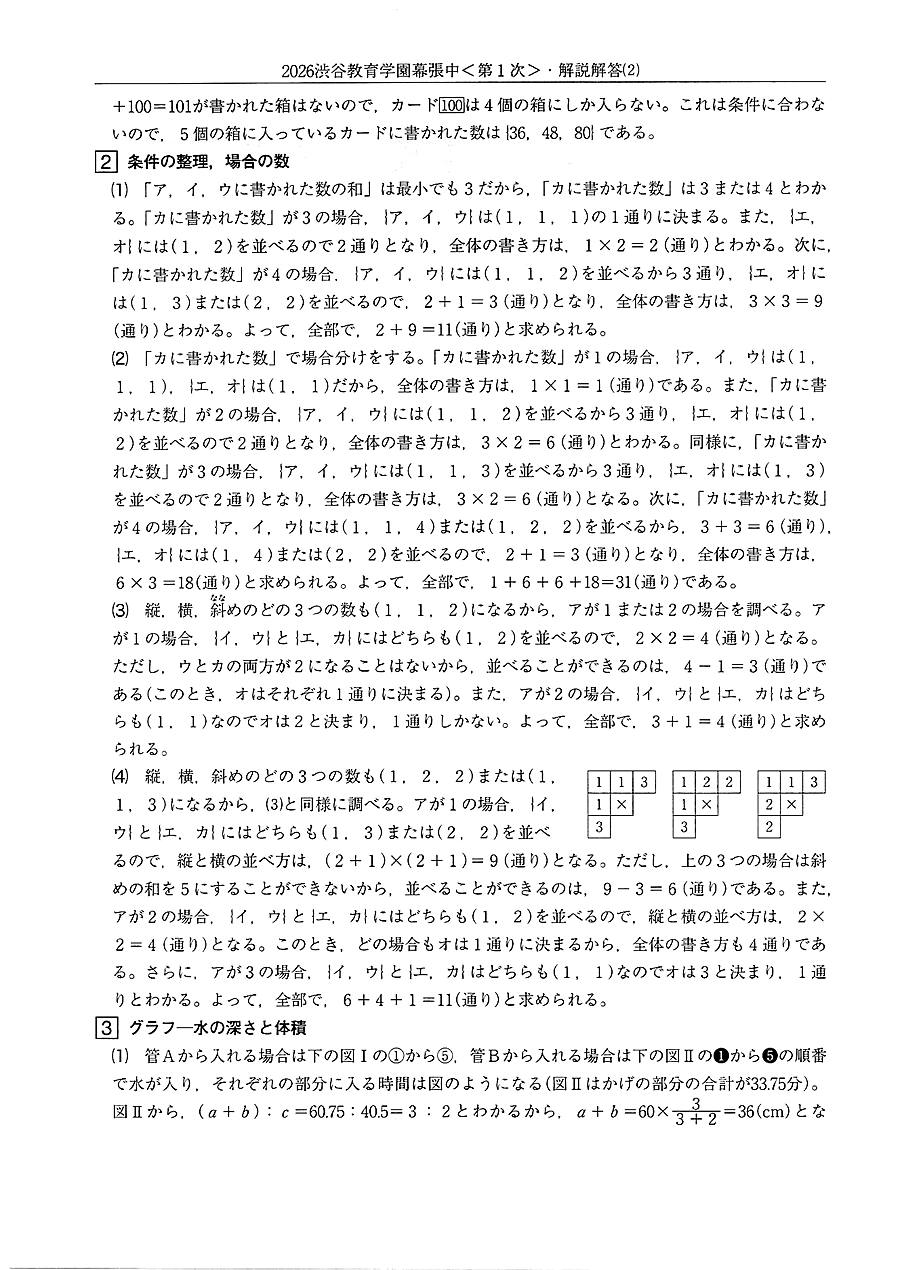 2026渋谷教育学園幕張中＜第1次＞・解説解答(2)
＋100＝101が書かれた箱はないので，カード100は4個の箱にしか入らない。これは条件に合わな
いので，5個の箱に入っているカードに書かれた数は{36，48，80}である。
2 条件の整理，場合の数
(1) 「ア，イ，ウに書かれた数の和」は最小でも3だから，「カに書かれた数」は3または4とわか
る。「カに書かれた数」が3の場合，{ア，イ，ウ}は(1，1，1)の1通りに決まる。また，{エ，
オ}には(1，2)を並べるので2通りとなり，全体の書き方は，1×2＝2(通り)とわかる。次に，
「カに書かれた数」が4の場合，{ア，イ，ウ}には(1，1，2)を並べるから3通り，{エ，オ}に
は(1，3)または(2，2)を並べるので，2＋1＝3(通り)となり，全体の書き方は，3×3＝9
(通り)とわかる。よって，全部で，2＋9＝11(通り)と求められる。
(2) 「カに書かれた数」で場合分けをする。「カに書かれた数」が1の場合，{ア，イ，ウ}は(1，
1，1)，{エ，オ}は(1，1)だから，全体の書き方は，1×1＝1(通り)である。また，「カに書
かれた数」が2の場合，{ア，イ，ウ}には(1，1，2)を並べるから3通り，{エ，オ}には(1，
2)を並べるので2通りとなり，全体の書き方は，3×2＝6(通り)とわかる。同様に，「カに書か
れた数」が3の場合，{ア，イ，ウ}には(1，1，3)を並べるから3通り，{エ，オ}には(1，3)
を並べるので2通りとなり，全体の書き方は，3×2＝6(通り)となる。次に，「カに書かれた数」
が4の場合，{ア，イ，ウ}には(1，1，4)または(1，2，2)を並べるから，3＋3＝6(通り)，
{エ，オ}には(1，4)または(2，2)を並べるので，2＋1＝3(通り)となり，全体の書き方は，
6×3＝18(通り)と求められる。よって，全部で，1＋6＋6＋18＝31(通り)である。
なな
(3) 縦，横，斜めのどの3つの数も(1，1，2)になるから，アが1または2の場合を調べる。ア
が1の場合，{イ，ウ}と{エ，カ}にはどちらも(1，2)を並べるので，2×2＝4(通り)となる。
ただし，ウとカの両方が2になることはないから，並べることができるのは，4－1＝3(通り)で
ある(このとき，オはそれぞれ1通りに決まる)。また，アが2の場合，{イ，ウ}と{エ，カ}はどち
らも(1，1)なのでオは2と決まり，1通りしかない。よって，全部で，3＋1＝4(通り)と求め
られる。
(4) 縦，横，斜めのどの3つの数も(1，2，2)または(1，
1，3)になるから，(3)と同様に調べる。アが1の場合，{イ，
ウ}と{エ，カ}にはどちらも(1，3)または(2，2)を並べ
1 1 3
1 ×
3
1 2 2
1 ×
3
1 1 3
2 ×
2
るので，縦と横の並べ方は，(2＋1)×(2＋1)＝9(通り)となる。ただし，上の3つの場合は斜
めの和を5にすることができないから，並べることができるのは，9－3＝6(通り)である。また，
アが2の場合，{イ，ウ}と{エ，カ}にはどちらも(1，2)を並べるので，縦と横の並べ方は，2×
2＝4(通り)となる。このとき，どの場合もオは1通りに決まるから，全体の書き方も4通りであ
る。さらに，アが3の場合，{イ，ウ}と{エ，カ}はどちらも(1，1)なのでオは3と決まり，1通
りとわかる。よって，全部で，6＋4＋1＝11(通り)と求められる。
3 グラフ―水の深さと体積
(1) 管Aから入れる場合は下の図Ⅰの①から⑤，管Bから入れる場合は下の図Ⅱの❶から❺の順番
で水が入り，それぞれの部分に入る時間は図のようになる(図Ⅱはかげの部分の合計が33.75分)。
図Ⅱから，(a＋b)：c＝60.75：40.5＝3：2とわかるから，a＋b＝60×3/(3＋2)＝36(cm)とな